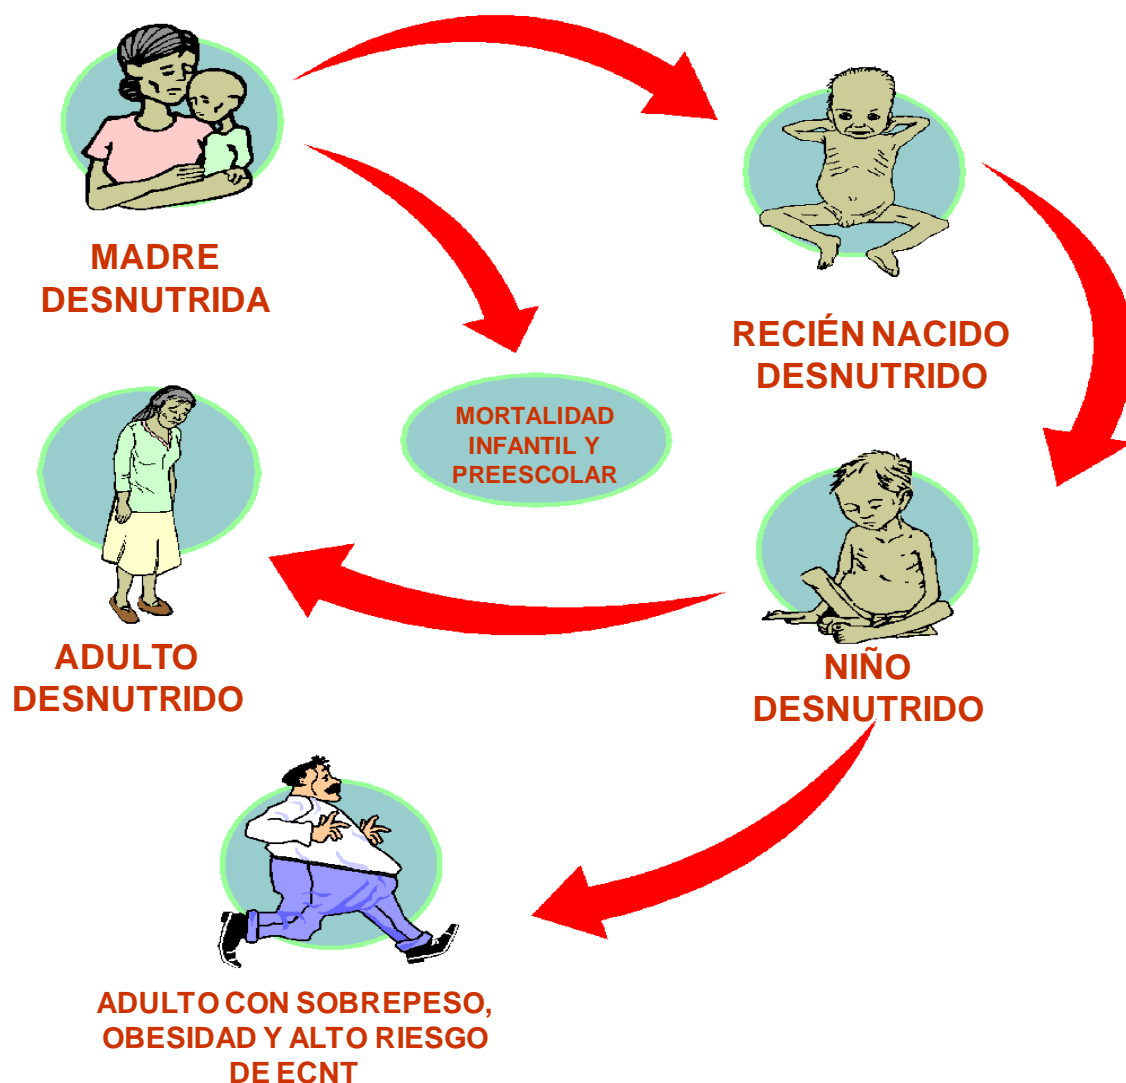 MADRE
DESNUTRIDA
RECIÉN NACIDO
DESNUTRIDO
MORTALIDAD
INFANTIL Y
PREESCOLAR
ADULTO
DESNUTRIDO
NIÑO
DESNUTRIDO
ADULTO CON SOBREPESO,
OBESIDAD Y ALTO RIESGO
DE ECNT